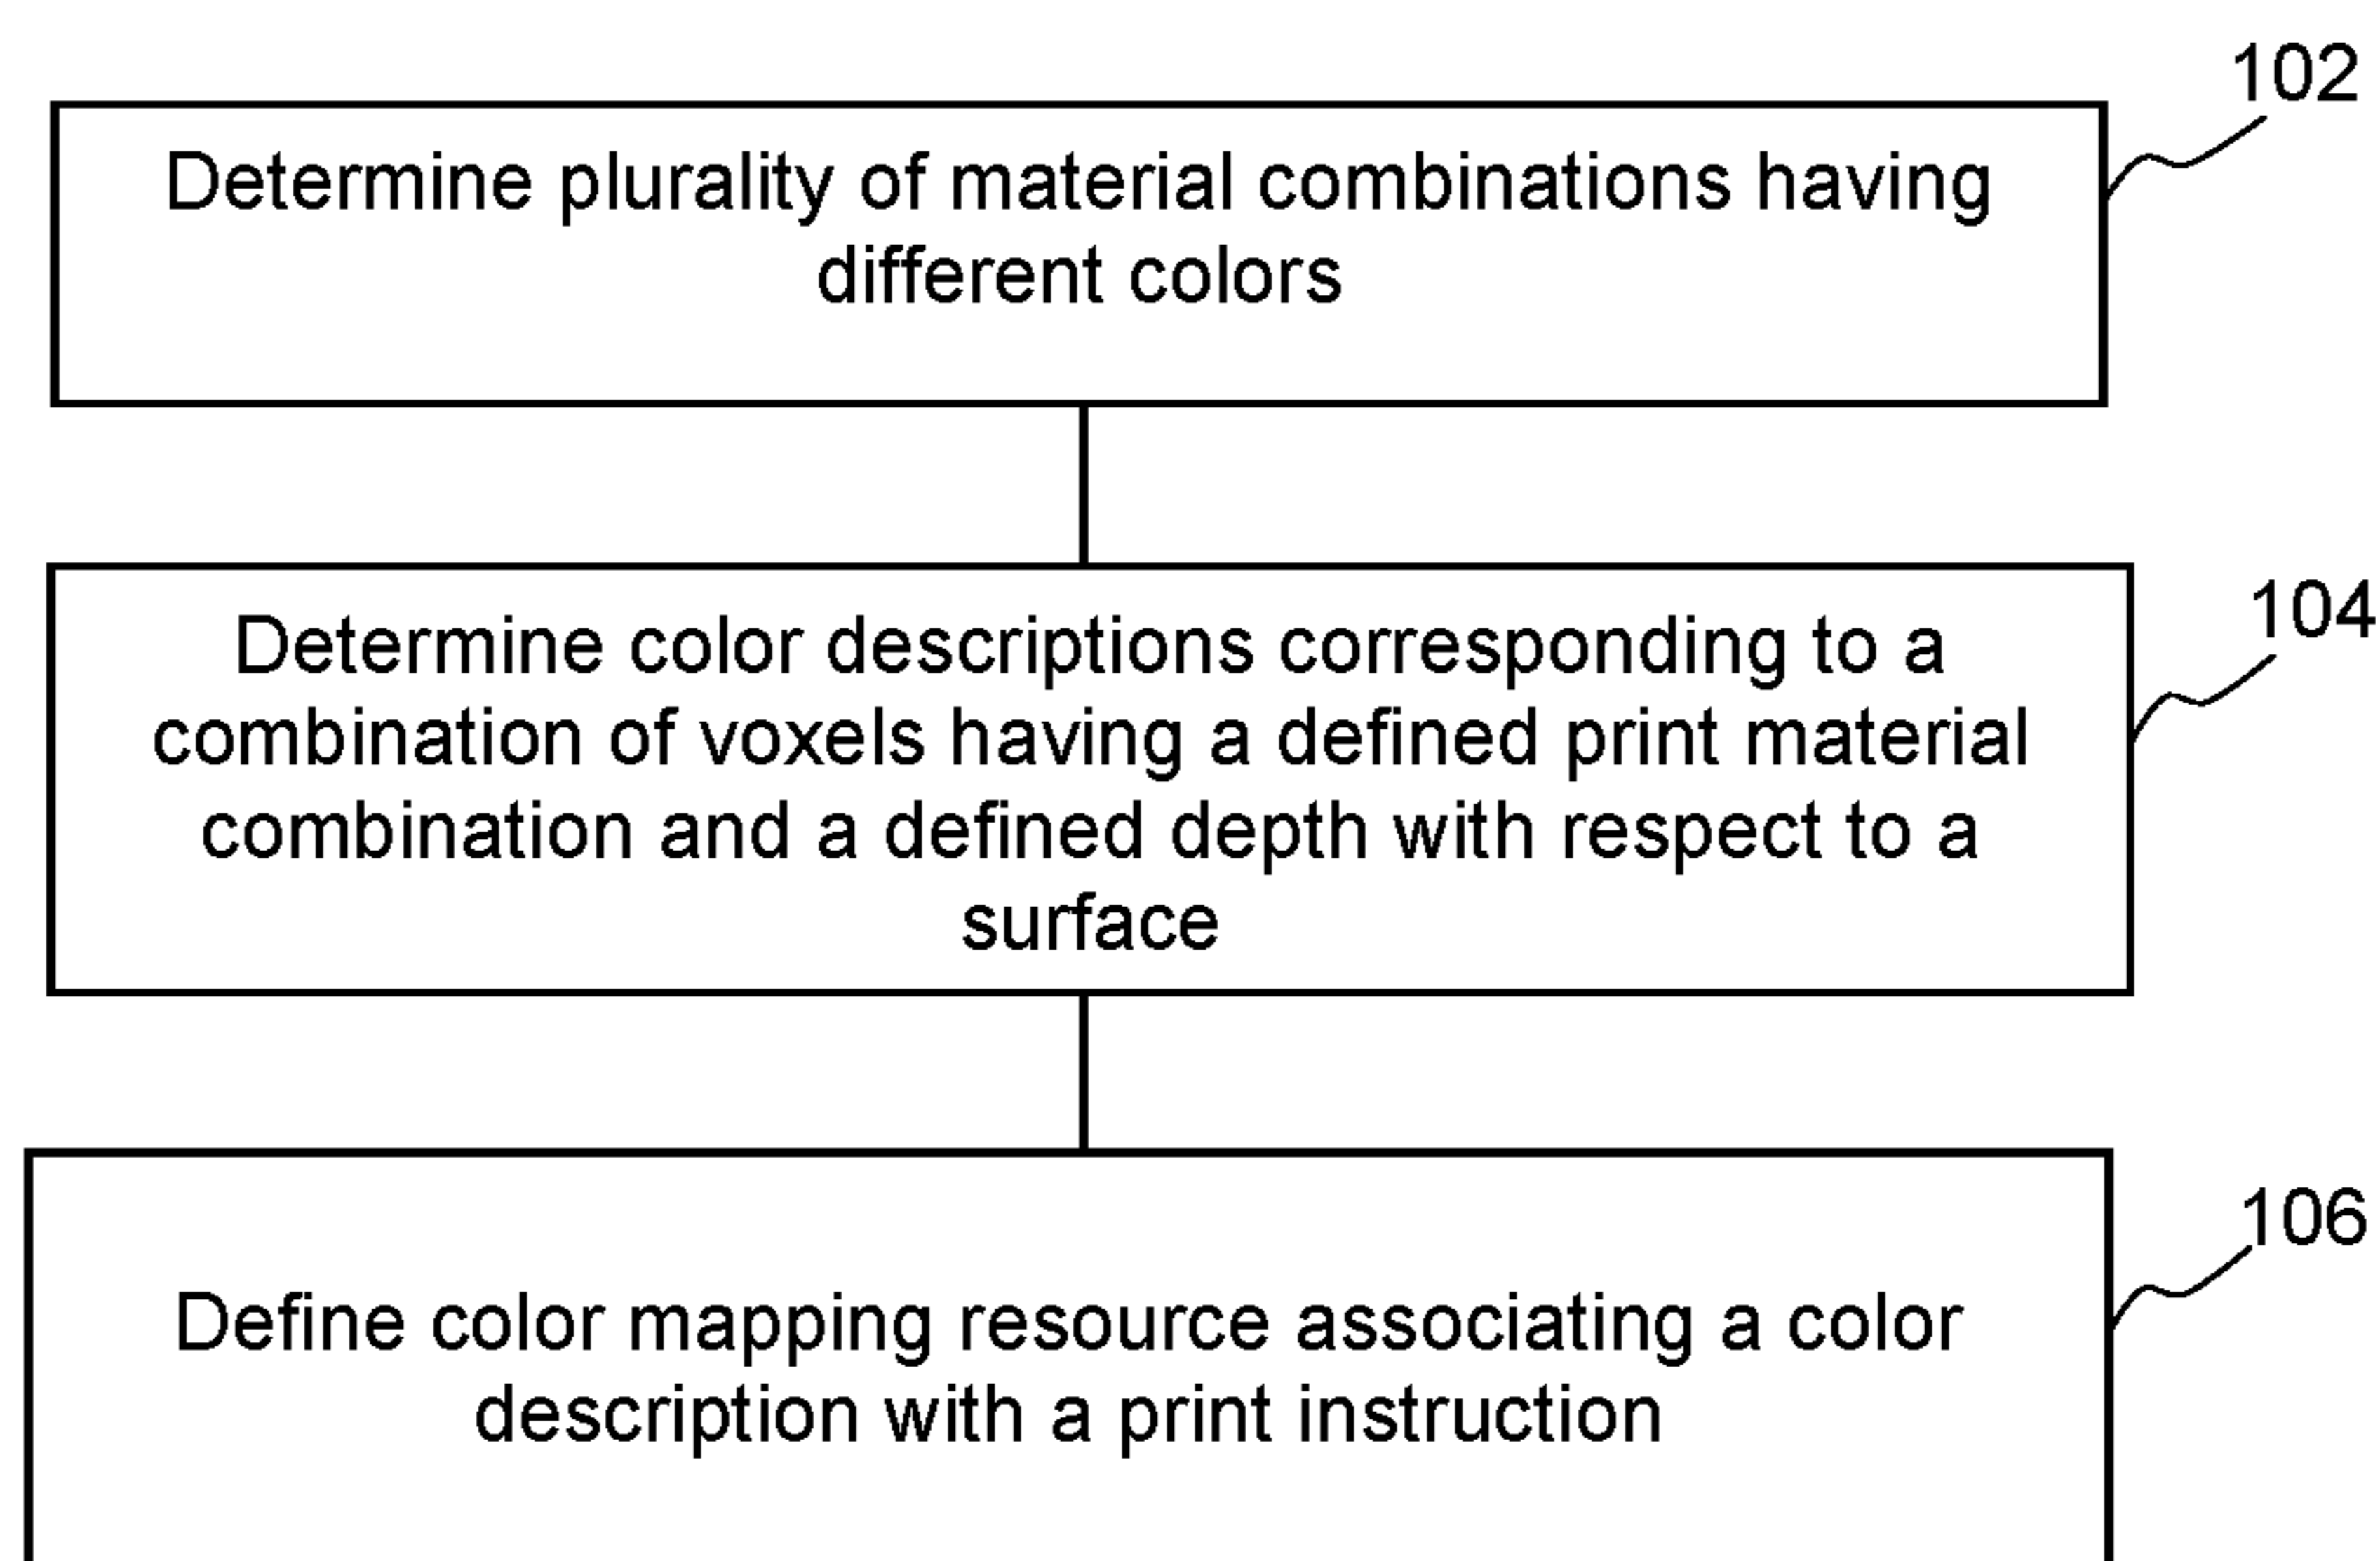 102
Determine plurality of material combinations having
different colors
104
Determine color descriptions corresponding to a
combination of voxels having a defined print material
combination and a defined depth with respect to a
surface
106
Define color mapping resource associating a color
description with a print instruction